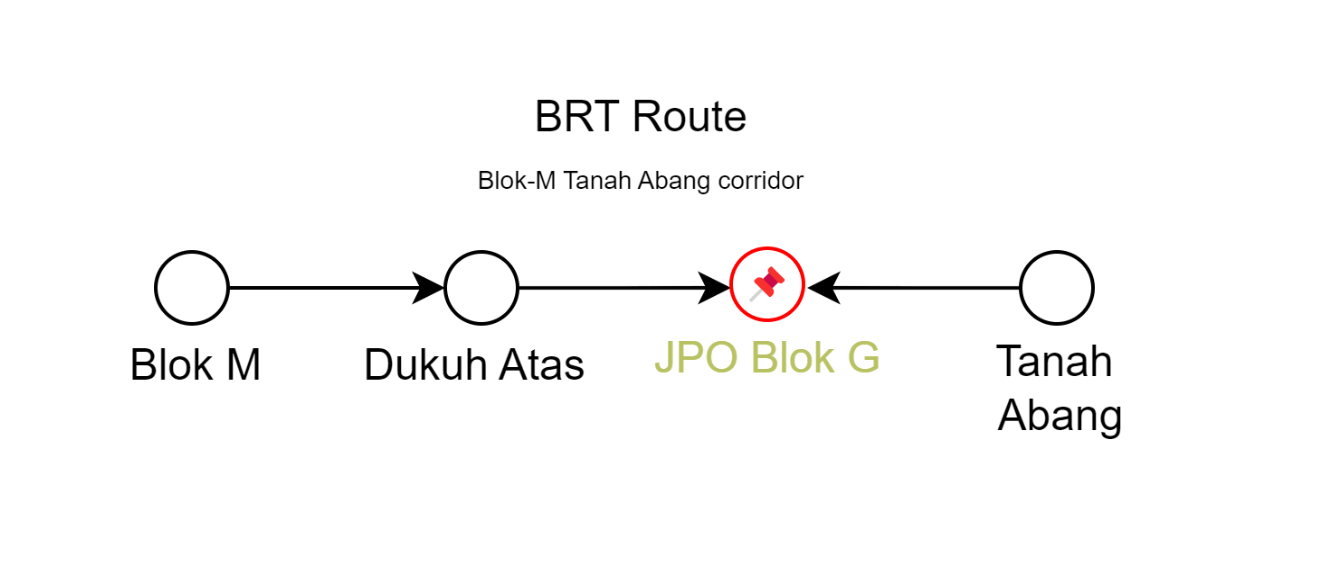 BRT Route
Blok-M Tanah Abang corridor
Blok M
Dukuh Atas
JPO Blok G
Tanah
Abang